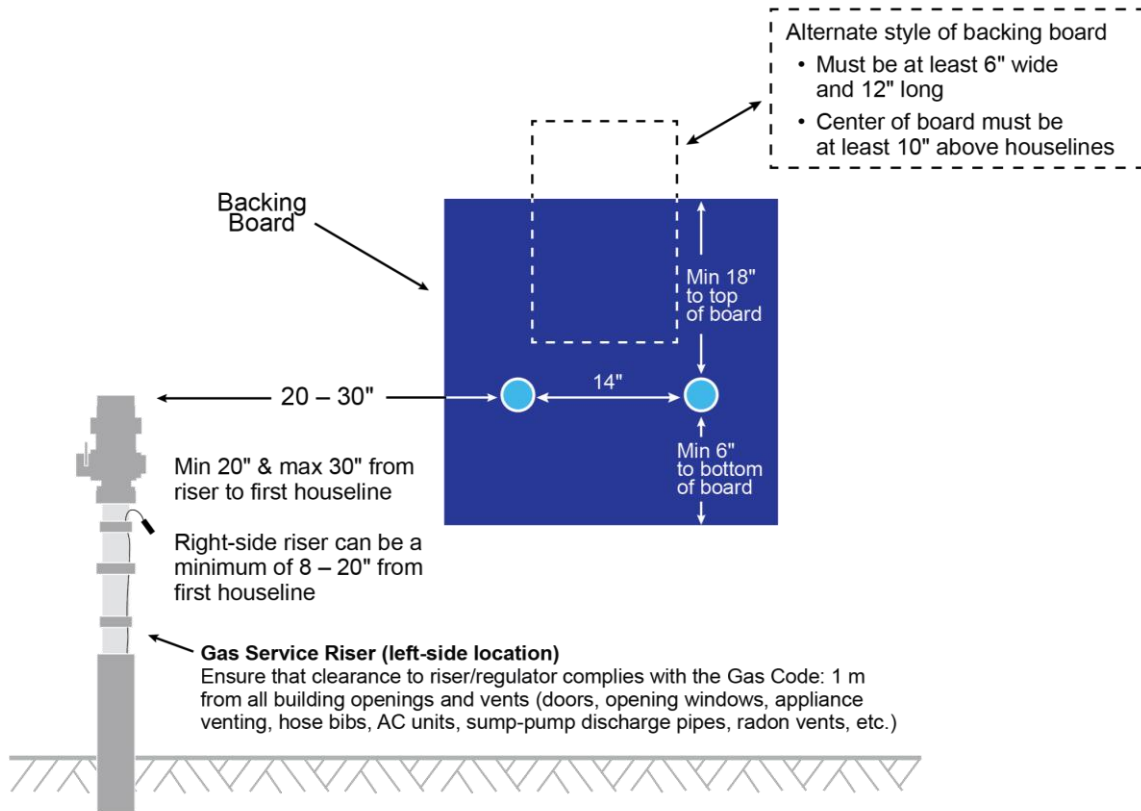 Alternate style of backing board
• Must be at least 6" wide
and 12" long
• Center of board must be
at least 10" above houselines
Backing
Board
Min 18"
to top
of board
20 – 30"
14"
Min 6"
to bottom
of board
Min 20" & max 30" from
riser to first houseline
Right-side riser can be a
minimum of 8 – 20" from
first houseline
Gas Service Riser (left-side location)
Ensure that clearance to riser/regulator complies with the Gas Code: 1 m
from all building openings and vents (doors, opening windows, appliance
venting, hose bibs, AC units, sump-pump discharge pipes, radon vents, etc.)